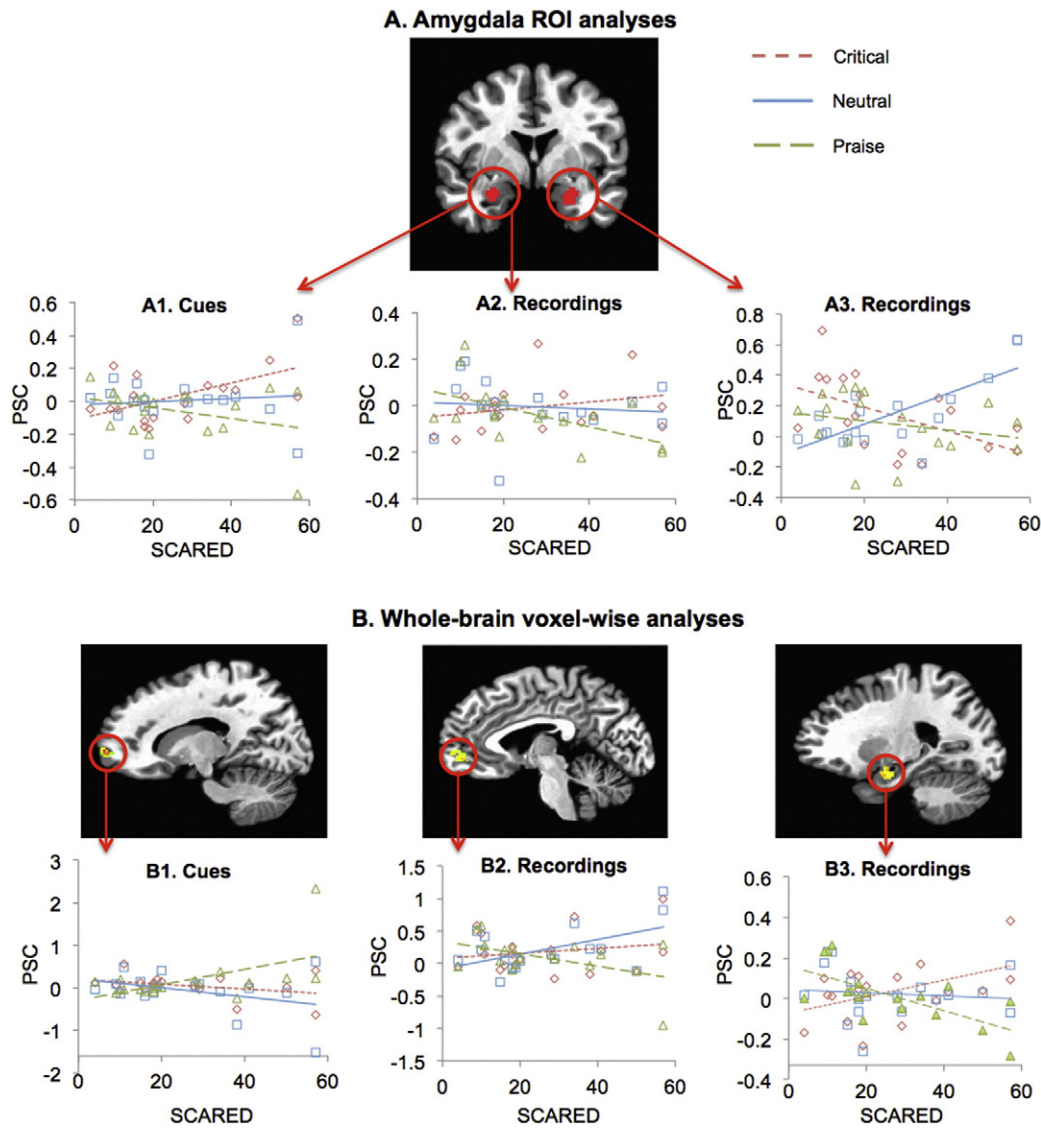 A. Amygdala ROI analyses
Critical
Neutral
Praise
A1. Cues
PSC
0.6
0.4
0.2
0
-0.2
-0.4
-0.6
0 20 40 60
SCARED
A2. Recordings
PSC
0.4
0.2
0
-0.2
-0.4
0 20 40 60
SCARED
A3. Recordings
PSC
0.8
0.6
0.4
0.2
0
-0.2
-0.4
0 20 40 60
SCARED
B. Whole-brain voxel-wise analyses
B1. Cues
PSC
3
2
1
0
-1
-2
0 20 40 60
SCARED
B2. Recordings
PSC
1.5
1
0.5
0
-0.5
-1
-1.5
0 20 40 60
SCARED
B3. Recordings
PSC
0.6
0.4
0.2
0
-0.2
-0.4
0 20 40 60
SCARED